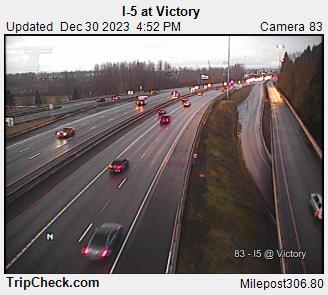 I-5 at Victory
Updated  Dec 30 2023  4:52 PM
Camera 83
N
83 - I5 @ Victory
TripCheck.com
Milepost306.80